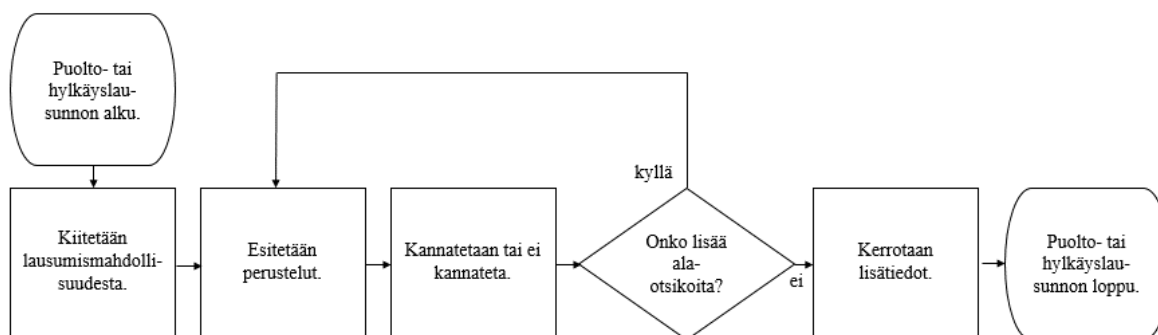 Puolto- tai
hylkäyslau-
sunnon alku.
Kiitetään
lausumismahdolli-
suudesta.
Esitetään
perustelut.
Kannatetaan tai ei
kannateta.
kyllä
Onko lisää
ala-
otsikoita?
ei
Kerrotaan
lisätiedot.
Puolto- tai
hylkäyslau-
sunnon loppu.